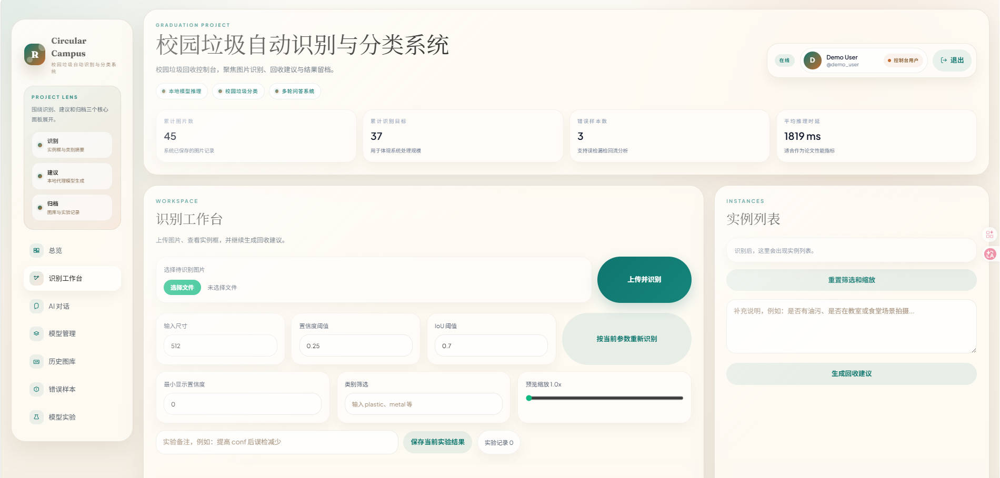 R
Circular
Campus
校园垃圾自动识别与分类系
统
PROJECT LENS
围绕识别、建议和归档三个核心
面板展开。
识别
实例框与类别摘要
建议
本地代理模型生成
归档
图库与实验记录
总览
识别工作台
AI 对话
模型管理
历史图库
错误样本
模型实验
GRADUATION PROJECT
校园垃圾自动识别与分类系统
校园垃圾回收控制台，聚焦图片识别、回收建议与结果留档。
本地模型推理
校园垃圾分类
多轮问答系统
在线
D
Demo User
@demo_user
控制台用户
退出
累计图片数
45
系统已保存的图片记录
累计识别目标
37
用于体现系统处理规模
错误样本数
3
支持误检漏检回流分析
平均推理时延
1819 ms
适合作为论文性能指标
WORKSPACE
识别工作台
上传图片、查看实例框，并继续生成回收建议。
选择待识别图片
选择文件 未选择文件
上传并识别
输入尺寸
512
置信度阈值
0.25
IoU 阈值
0.7
按当前参数重新识别
最小显示置信度
0
类别筛选
输入 plastic、metal 等
预览缩放 1.0x
实验备注，例如：提高 conf 后误检减少
保存当前实验结果
实验记录 0
INSTANCES
实例列表
识别后，这里会出现实例列表。
重置筛选和缩放
补充说明，例如：是否有油污、是否在教室或食堂场景拍摄...
生成回收建议